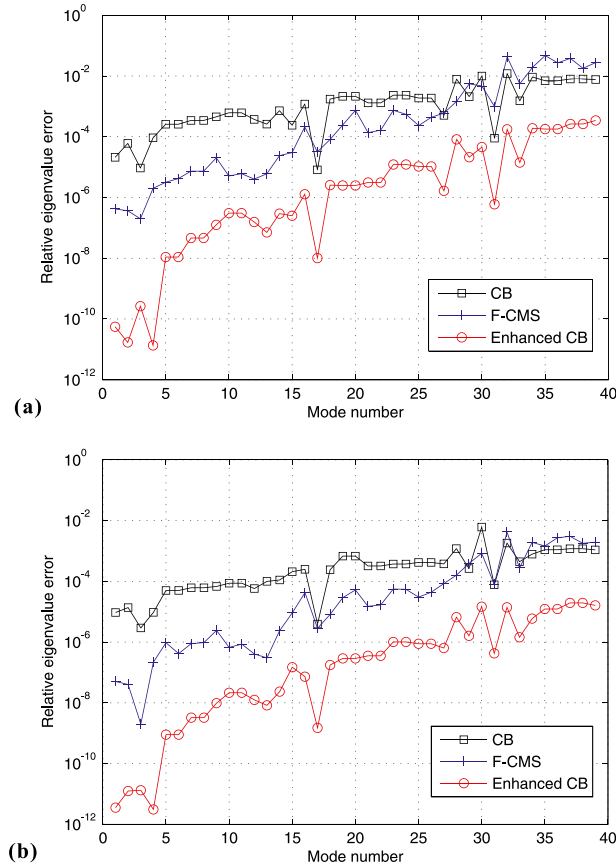 10^0
10^-2
10^-4
10^-6
10^-8
10^-10
10^-12
Relative eigenvalue error
CB
F-CMS
Enhanced CB
0 5 10 15 20 25 30 35 40
Mode number
(a)
10^0
10^-2
10^-4
10^-6
10^-8
10^-10
10^-12
Relative eigenvalue error
CB
F-CMS
Enhanced CB
0 5 10 15 20 25 30 35 40
Mode number
(b)